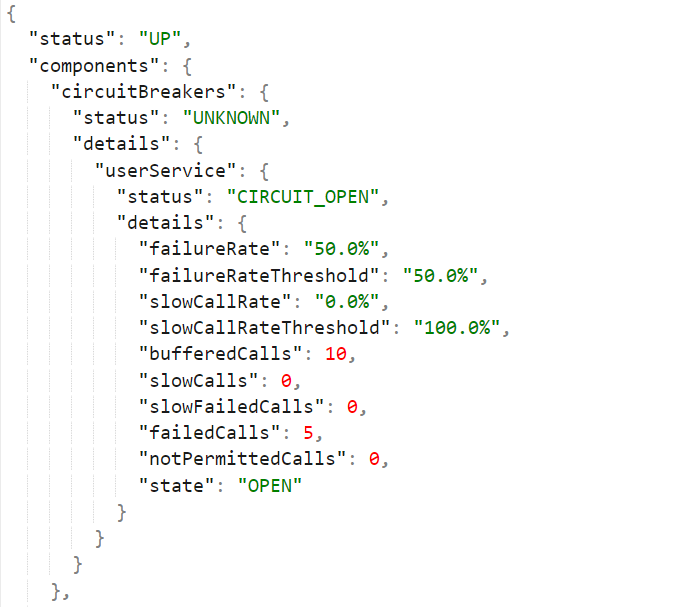 {
  "status": "UP",
  "components": {
    "circuitBreakers": {
      "status": "UNKNOWN",
      "details": {
        "userService": {
          "status": "CIRCUIT_OPEN",
          "details": {
            "failureRate": "50.0%",
            "failureRateThreshold": "50.0%",
            "slowCallRate": "0.0%",
            "slowCallRateThreshold": "100.0%",
            "bufferedCalls": 10,
            "slowCalls": 0,
            "slowFailedCalls": 0,
            "failedCalls": 5,
            "notPermittedCalls": 0,
            "state": "OPEN"
          }
        }
      }
    },